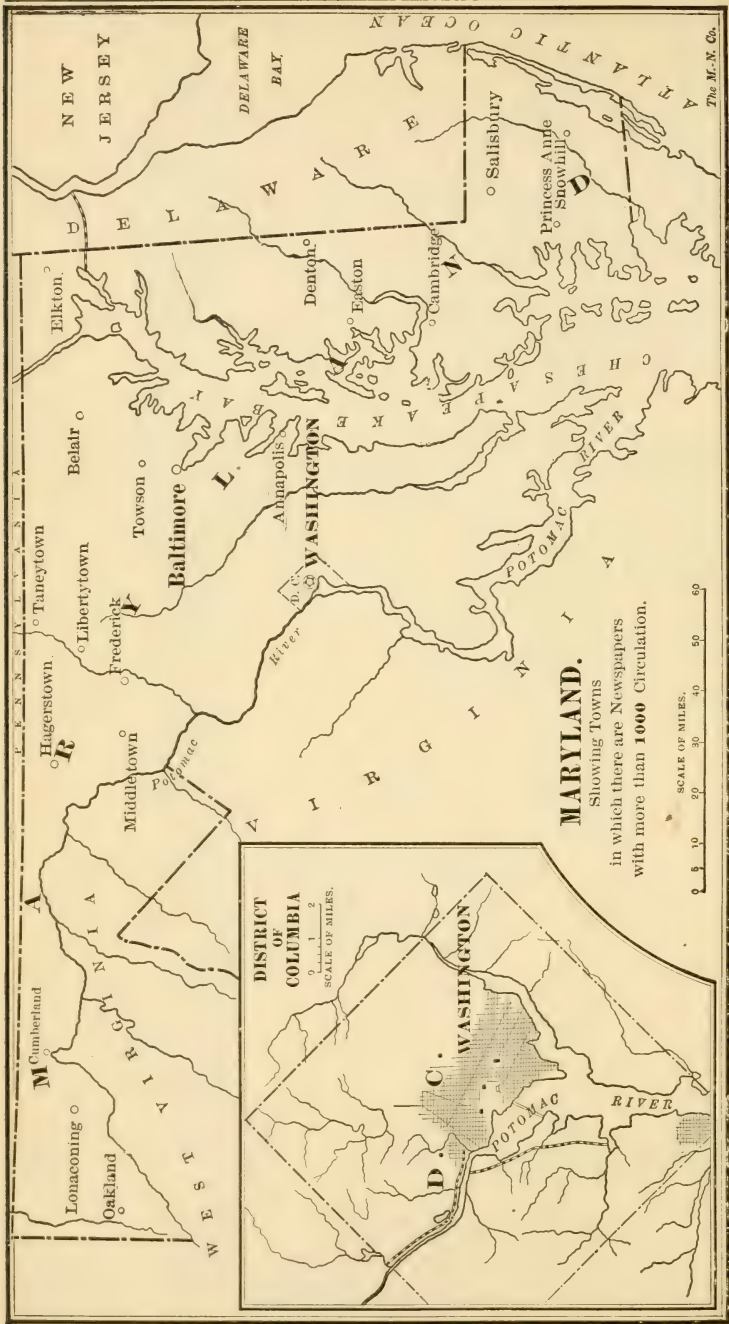 MARYLAND.
Showing Towns
in which there are Newspapers
with more than 1000 Circulation.
SCALE OF MILES.
0 5 10 20 30 40 50 60
DISTRICT
OF
COLUMBIA
0 1 2
SCALE OF MILES.
D. C.
WASHINGTON
POTOMAC RIVER
PENNSYLVANIA
NEW
JERSEY
DELAWARE
BAY.
DELAWARE
ATLANTIC OCEAN
MARYLAND
WEST VIRGINIA
VIRGINIA
CHESAPEAKE BAY
POTOMAC RIVER
Potomac River
Oakland
Lonaconing
Cumberland
Hagerstown
Middletown
Frederick
Libertytown
Taneytown
Towson
Baltimore
Belair
Elkton
Annapolis
D. C.
WASHINGTON
Denton
Easton
Cambridge
Salisbury
Princess Anne
Snowhill
The M.-N. Co.